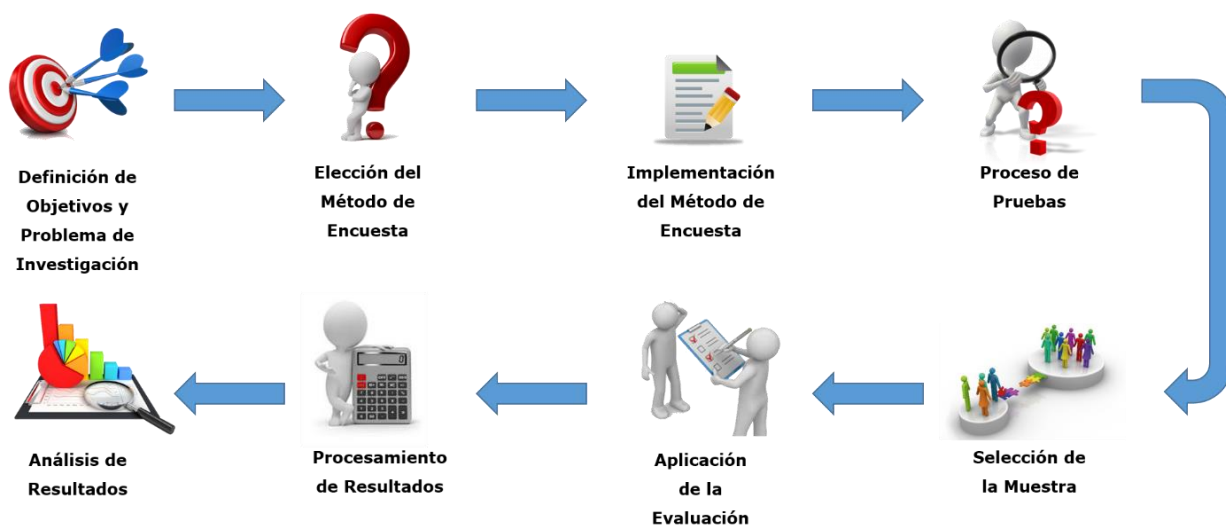 Definición de
Objetivos y
Problema de
Investigación
Elección del
Método de
Encuesta
Implementación
del Método de
Encuesta
Proceso de
Pruebas
Selección de
la Muestra
Aplicación
de la
Evaluación
Procesamiento
de Resultados
Análisis de
Resultados